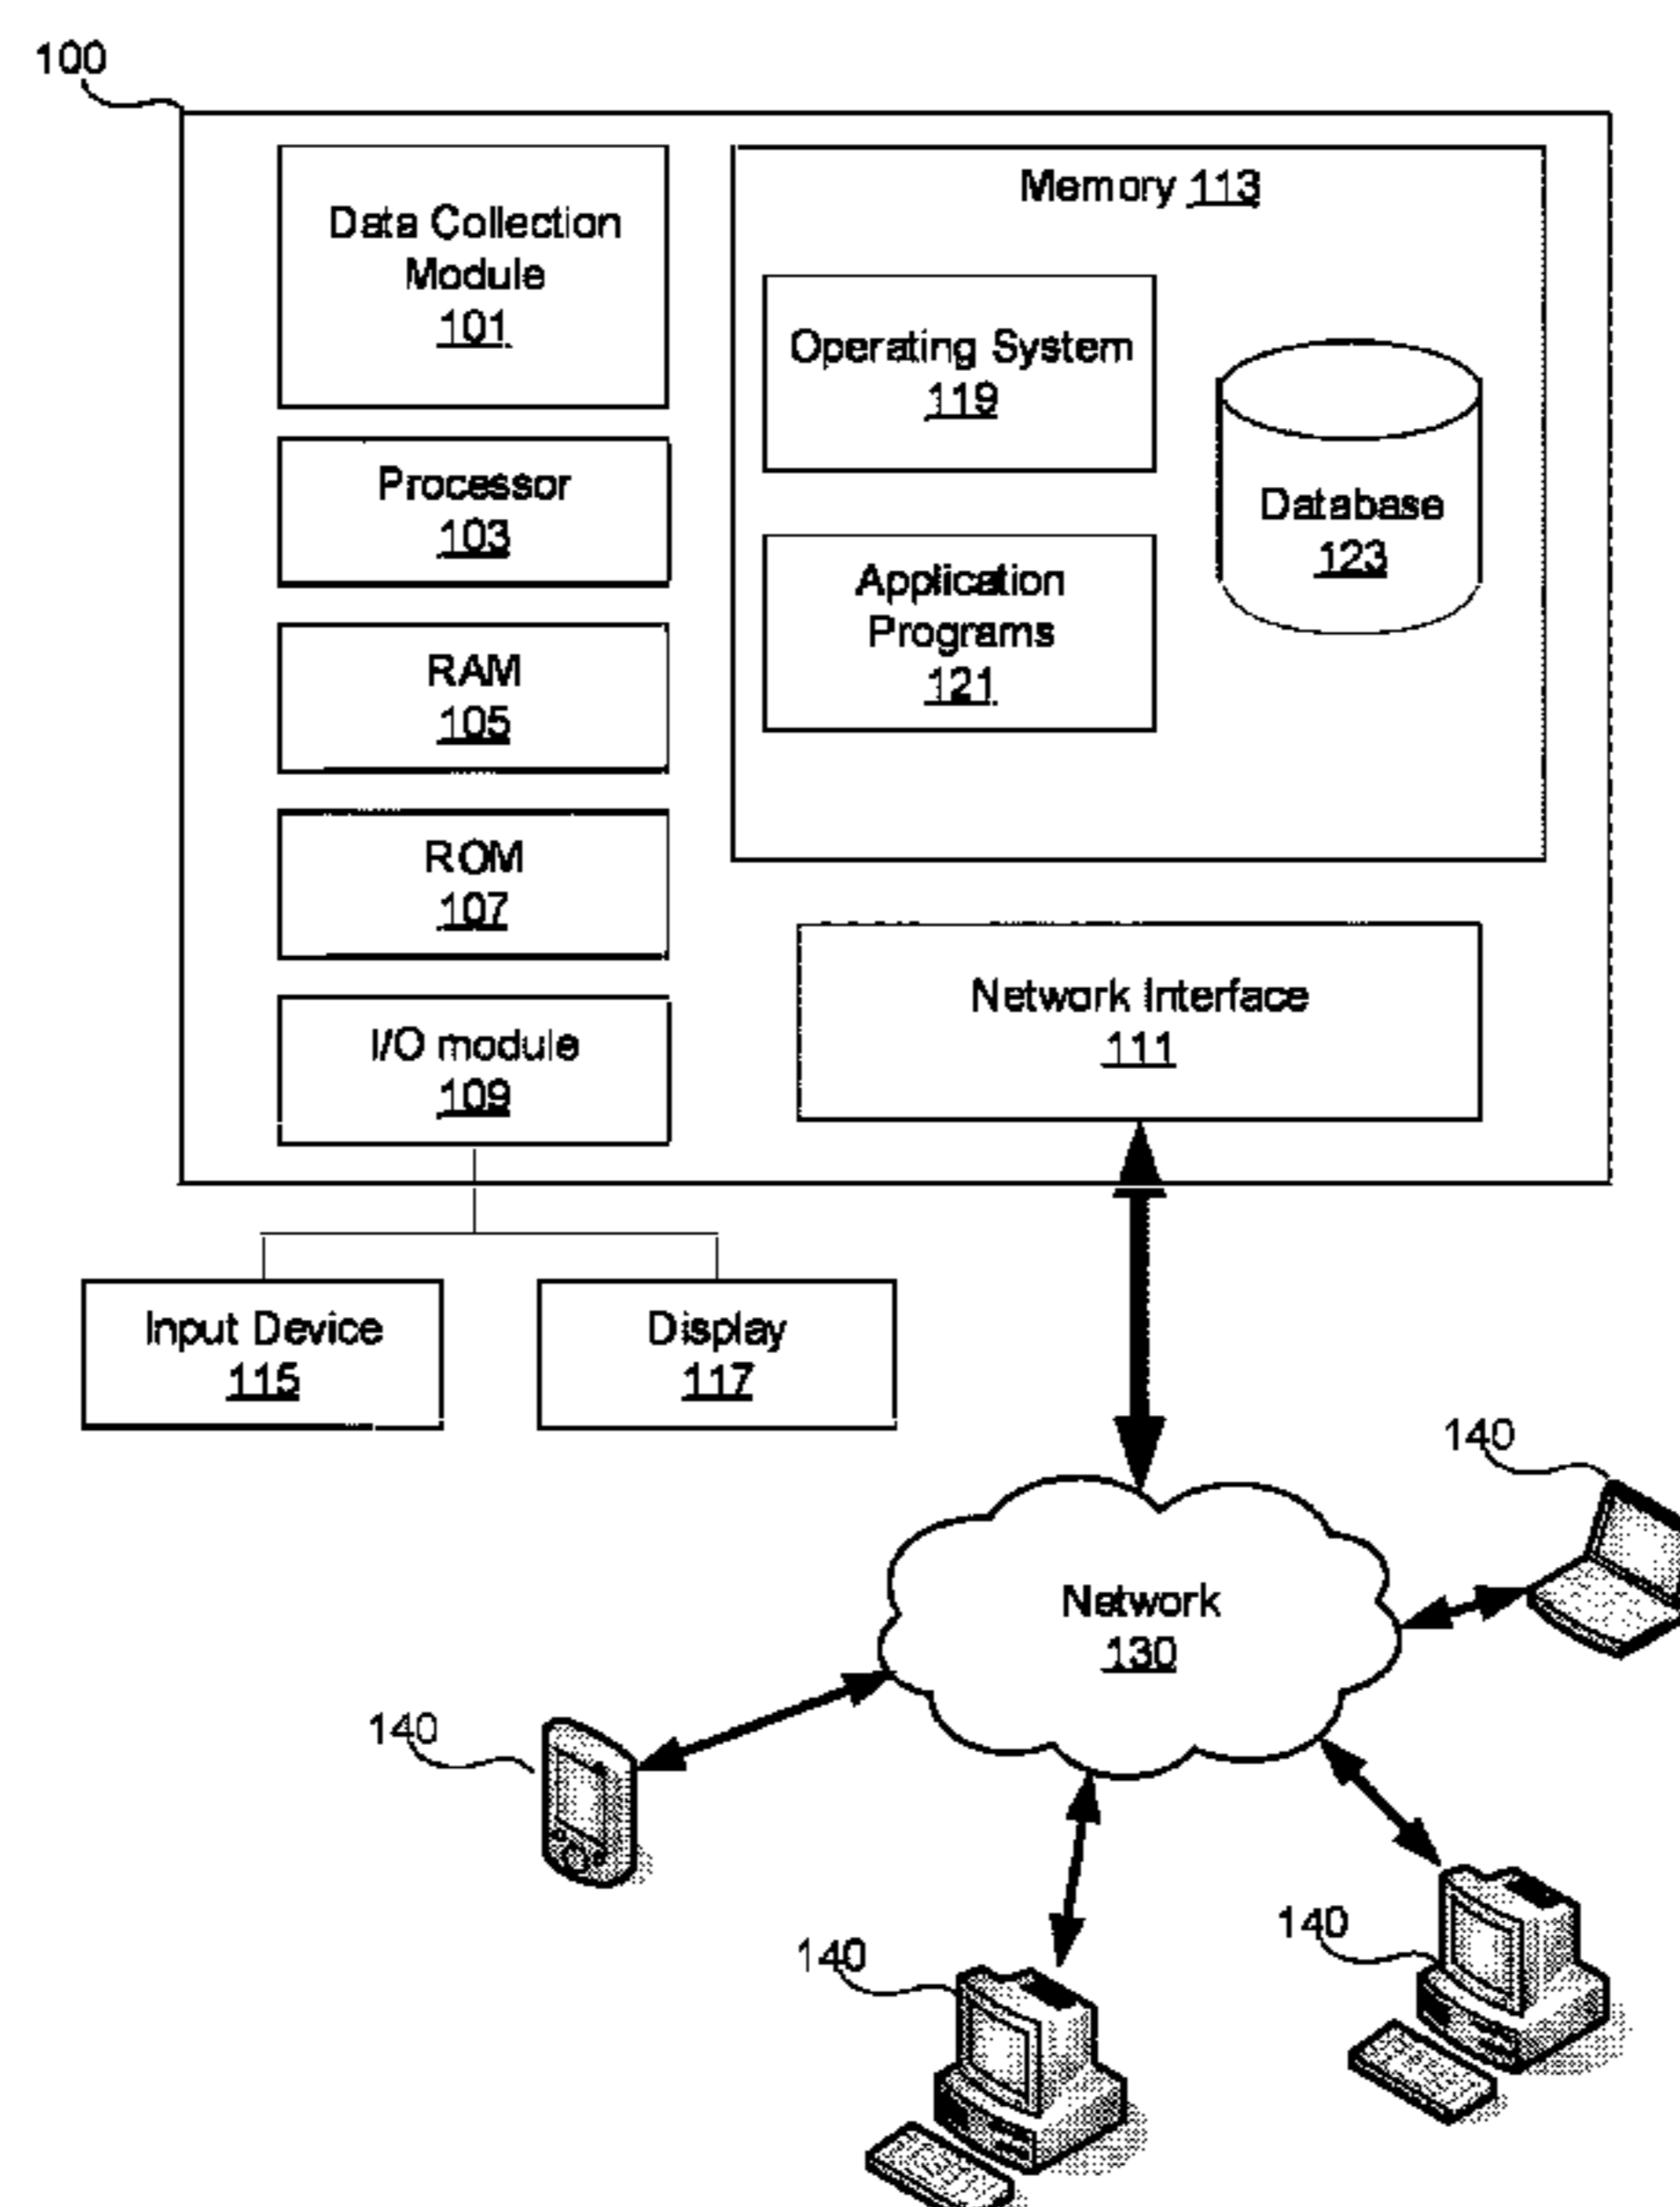 100
Data Collection
Module
101
Processor
103
RAM
105
ROM
107
I/O module
109
Memory 113
Operating System
119
Application
Programs
121
Database
123
Network Interface
111
Input Device
115
Display
117
140
Network
130
140
140
140